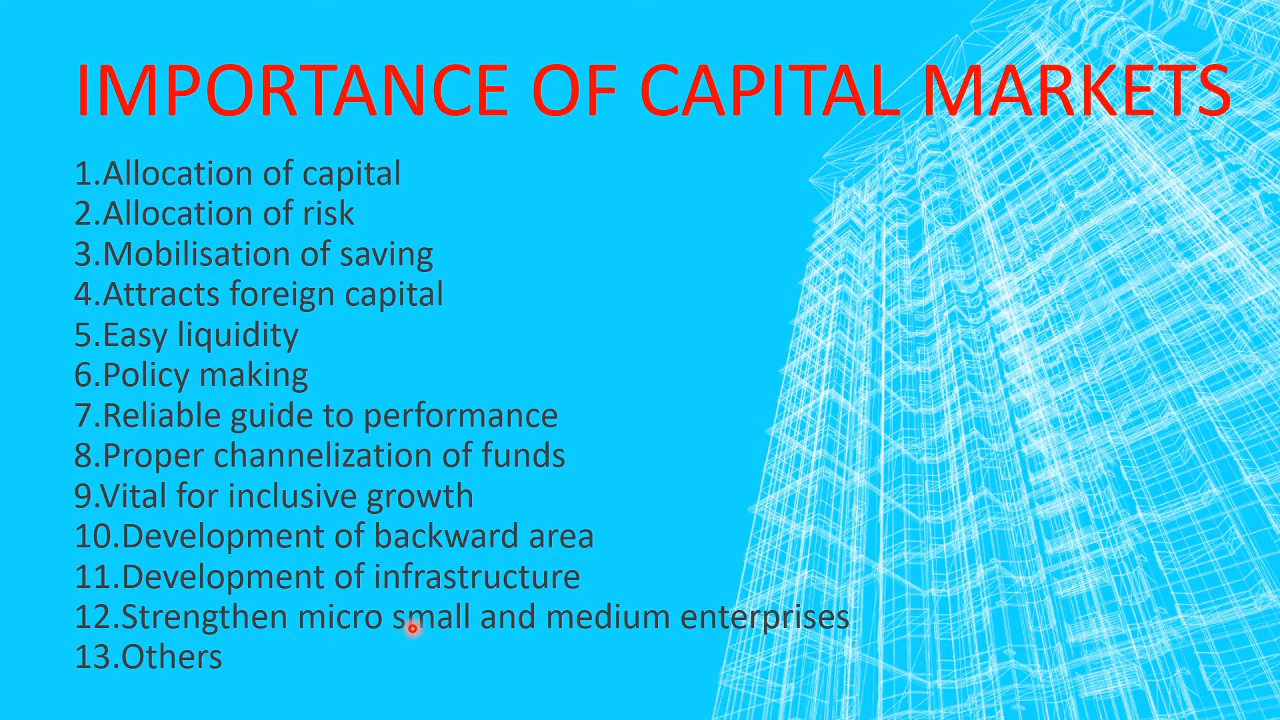 IMPORTANCE OF CAPITAL MARKETS
1.Allocation of capital
2.Allocation of risk
3.Mobilisation of saving
4.Attracts foreign capital
5.Easy liquidity
6.Policy making
7.Reliable guide to performance
8.Proper channelization of funds
9.Vital for inclusive growth
10.Development of backward area
11.Development of infrastructure
12.Strengthen micro small and medium enterprises
13.Others